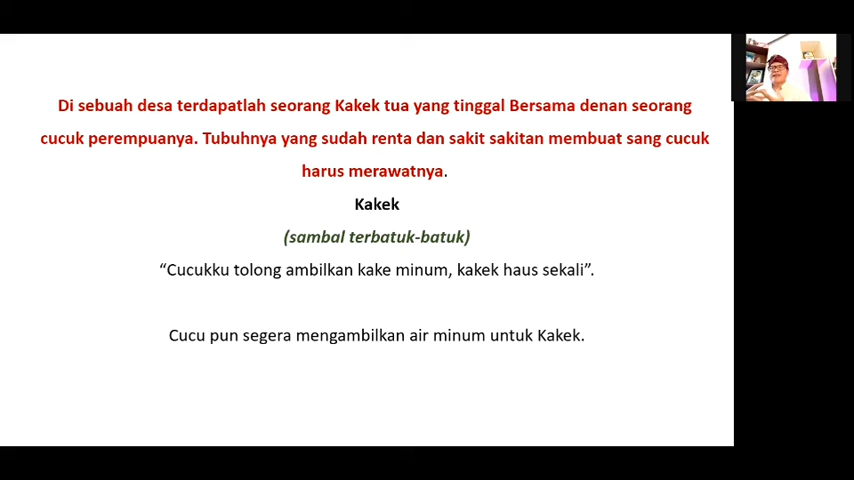 Di sebuah desa terdapatlah seorang Kakek tua yang tinggal Bersama denan seorang
cucuk perempuanya. Tubuhnya yang sudah renta dan sakit sakitan membuat sang cucuk
harus merawatnya.
Kakek
(sambal terbatuk-batuk)
“Cucukku tolong ambilkan kake minum, kakek haus sekali”.
Cucu pun segera mengambilkan air minum untuk Kakek.